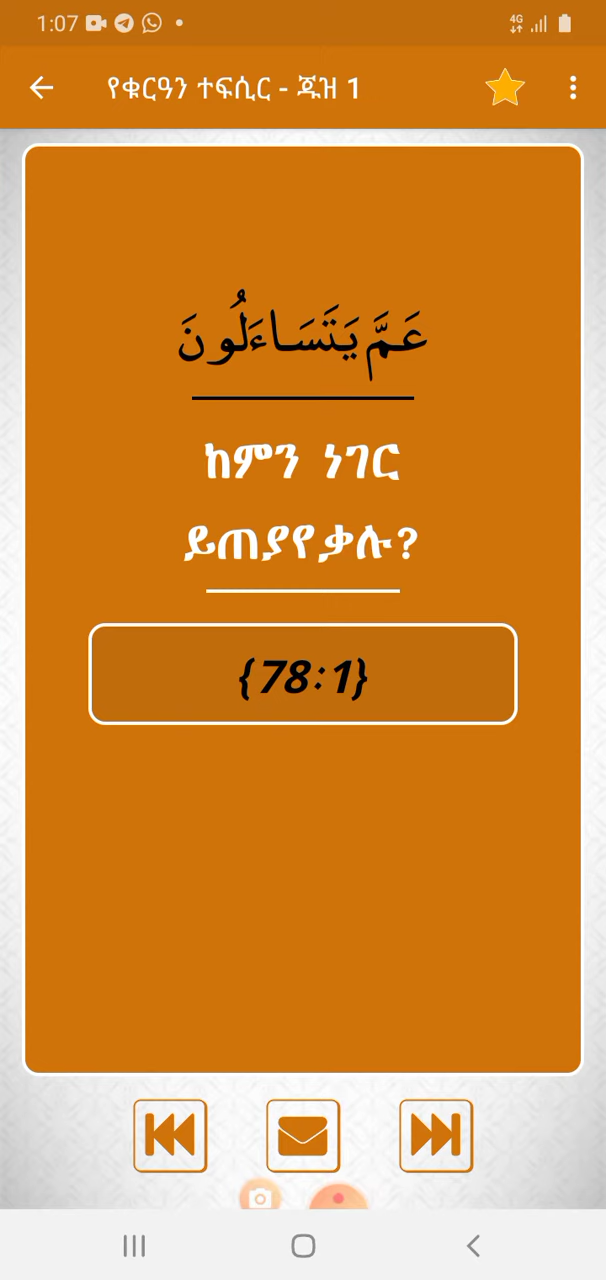 1:07
4G
የቁርዓን ተፍሲር - ጁዝ 1
عَمَّ يَتَسَاءَلُونَ
ከምን ነገር
ይጠያየቃሉ?
{78:1}